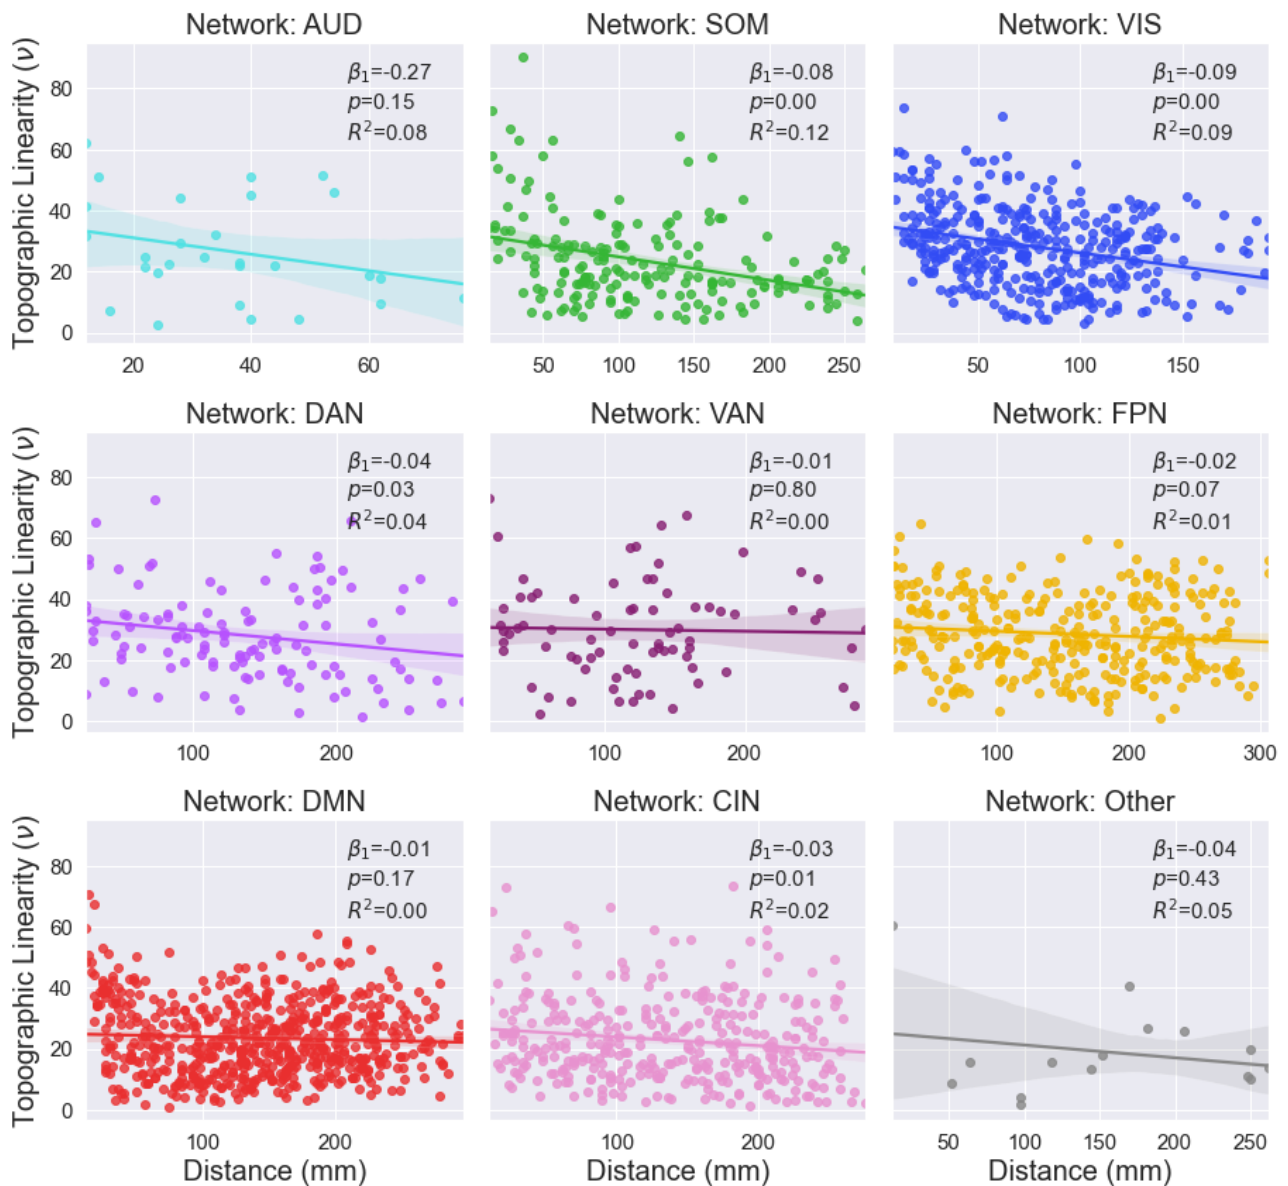 Network: AUD
Network: SOM
Network: VIS
Topographic Linearity (ν)
80
60
40
20
0
β₁=-0.27
p=0.15
R²=0.08
β₁=-0.08
p=0.00
R²=0.12
β₁=-0.09
p=0.00
R²=0.09
20 40 60
50 100 150 200 250
50 100 150
Network: DAN
Network: VAN
Network: FPN
Topographic Linearity (ν)
80
60
40
20
0
β₁=-0.04
p=0.03
R²=0.04
β₁=-0.01
p=0.80
R²=0.00
β₁=-0.02
p=0.07
R²=0.01
100 200
100 200
100 200 300
Network: DMN
Network: CIN
Network: Other
Topographic Linearity (ν)
80
60
40
20
0
β₁=-0.01
p=0.17
R²=0.00
β₁=-0.03
p=0.01
R²=0.02
β₁=-0.04
p=0.43
R²=0.05
100 200
100 200
50 100 150 200 250
Distance (mm)
Distance (mm)
Distance (mm)